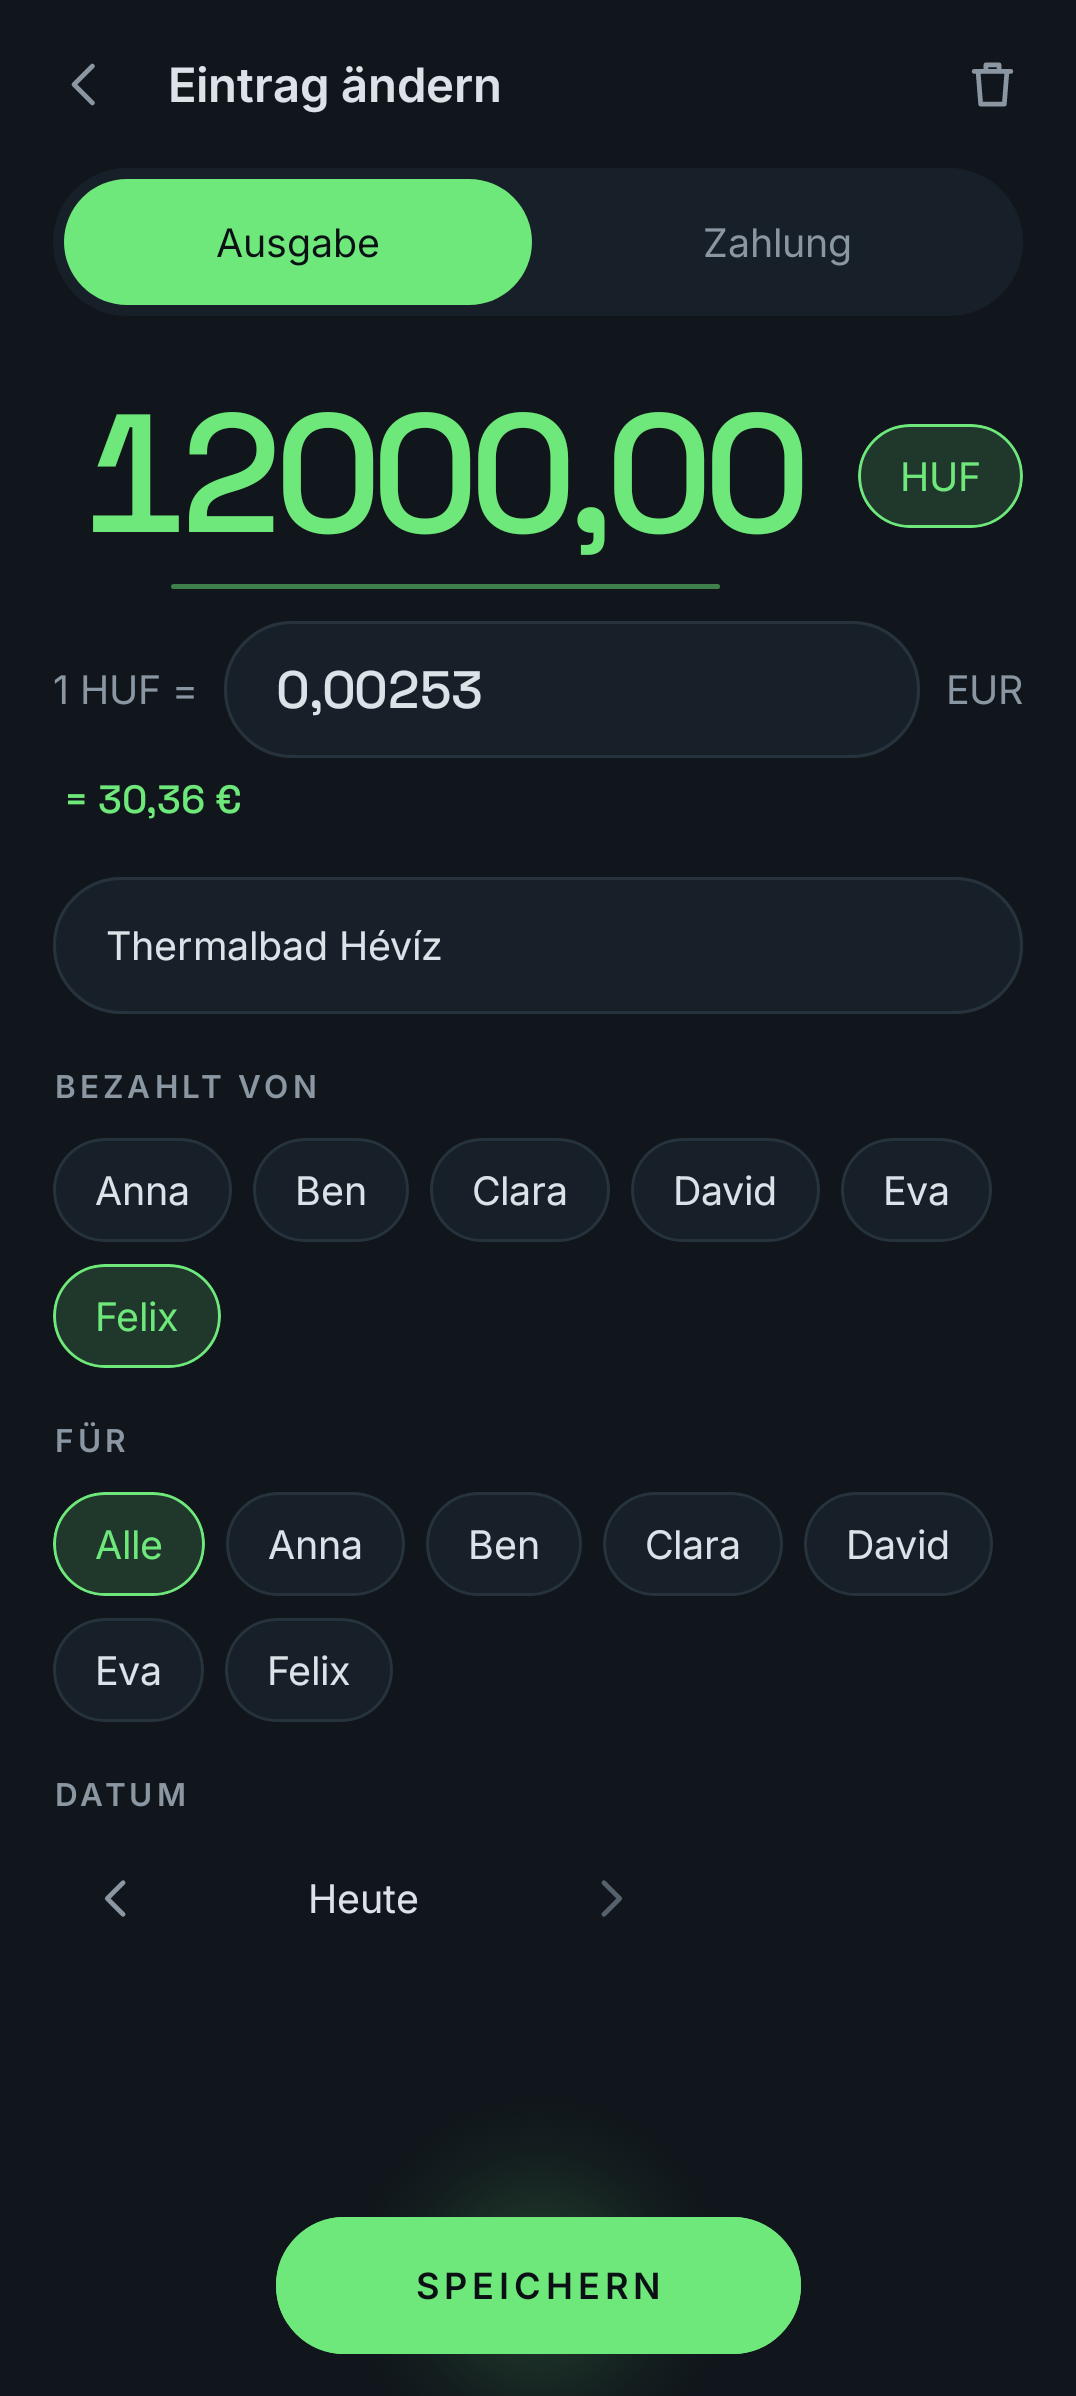 Eintrag ändern
Ausgabe Zahlung
12000,00 HUF
1 HUF = 0,00253 EUR
= 30,36 €
Thermalbad Hévíz
BEZAHLT VON
Anna Ben Clara David Eva
Felix
FÜR
Alle Anna Ben Clara David
Eva Felix
DATUM
Heute
SPEICHERN